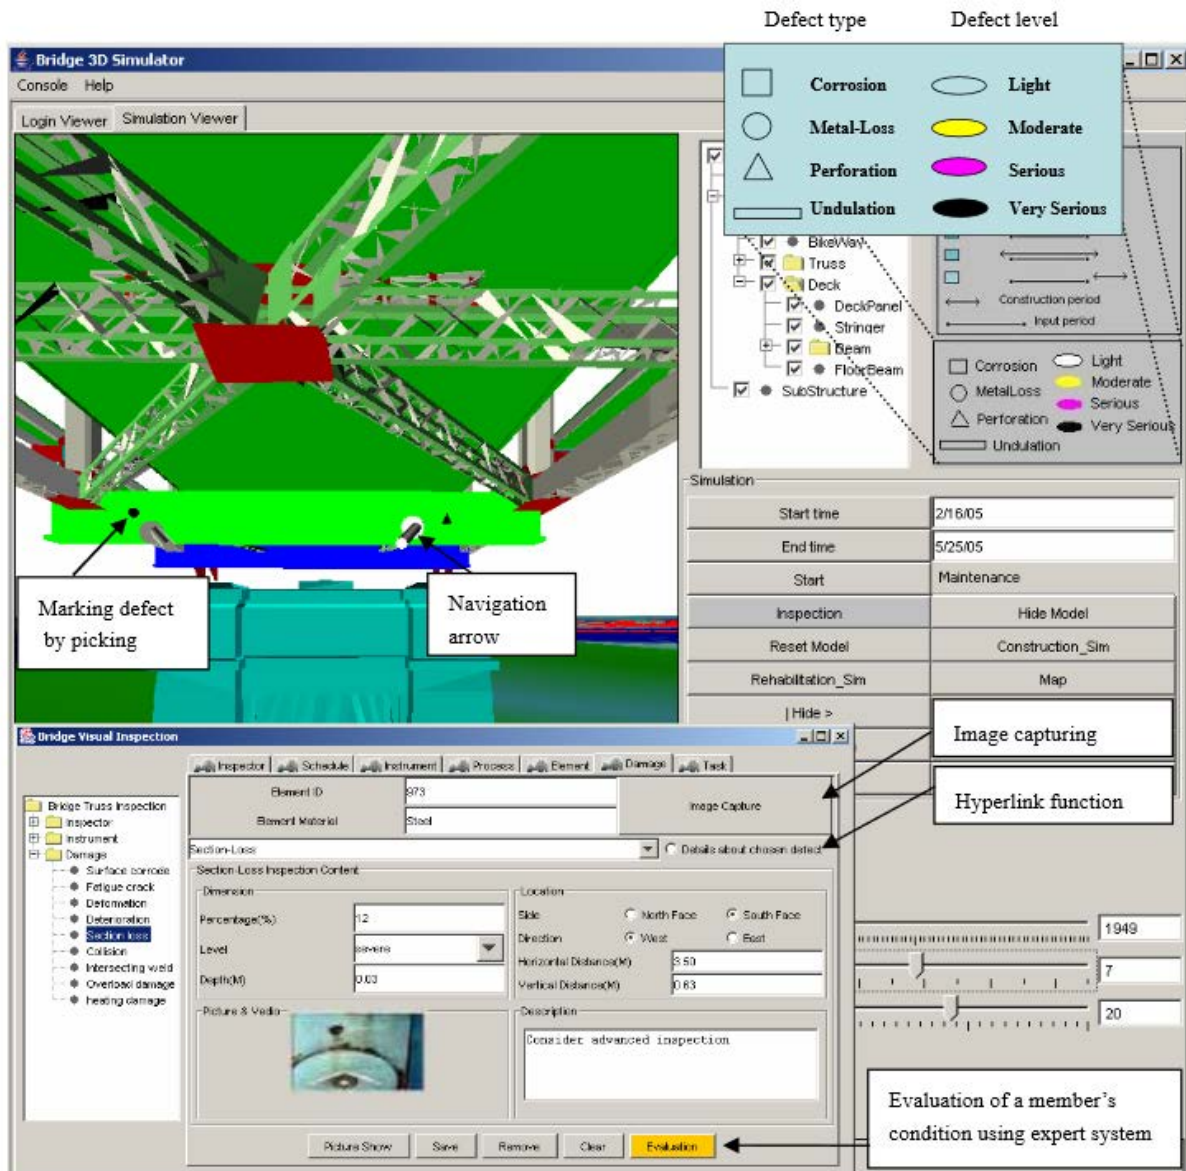 Defect type Defect level
Bridge 3D Simulator
Console Help
Login Viewer Simulation Viewer
Corrosion Light
Metal-Loss Moderate
Perforation Serious
Undulation Very Serious
BikeWay
Truss
Deck
DeckPanel
Stringer
Beam
FloorBeam
SubStructure
Construction period
Input period
Corrosion Light
MetalLoss Moderate
Perforation Serious
Undulation Very Serious
Simulation
Start time 2/16/05
End time 5/25/05
Start Maintenance
Inspection Hide Model
Reset Model Construction_Sim
Rehabilitation_Sim Map
| Hide >
Marking defect
by picking
Navigation
arrow
Image capturing
Hyperlink function
Bridge Visual Inspection
Inspector Schedule Instrument Process Element Damage Task
Bridge Truss Inspection
Inspector
Instrument
Damage
Surface corrode
Fatigue crack
Deformation
Deterioration
Section loss
Collision
Intersecting weld
Overload damage
heating damage
Element ID 973
Element Material Steel
Image Capture
Section-Loss Details about chosen defect
Section-Loss Inspection Content
Dimension
Percentage(%) 12
Level severe
Depth(M) 0.03
Location
Side North Face South Face
Direction West East
Horizontal Distance(M) 3.50
Vertical Distance(M) 0.63
Picture & Vedio
Description
Consider advanced inspection
Picture Show Save Remove Clear Evaluation
1949
7
20
Evaluation of a member's
condition using expert system